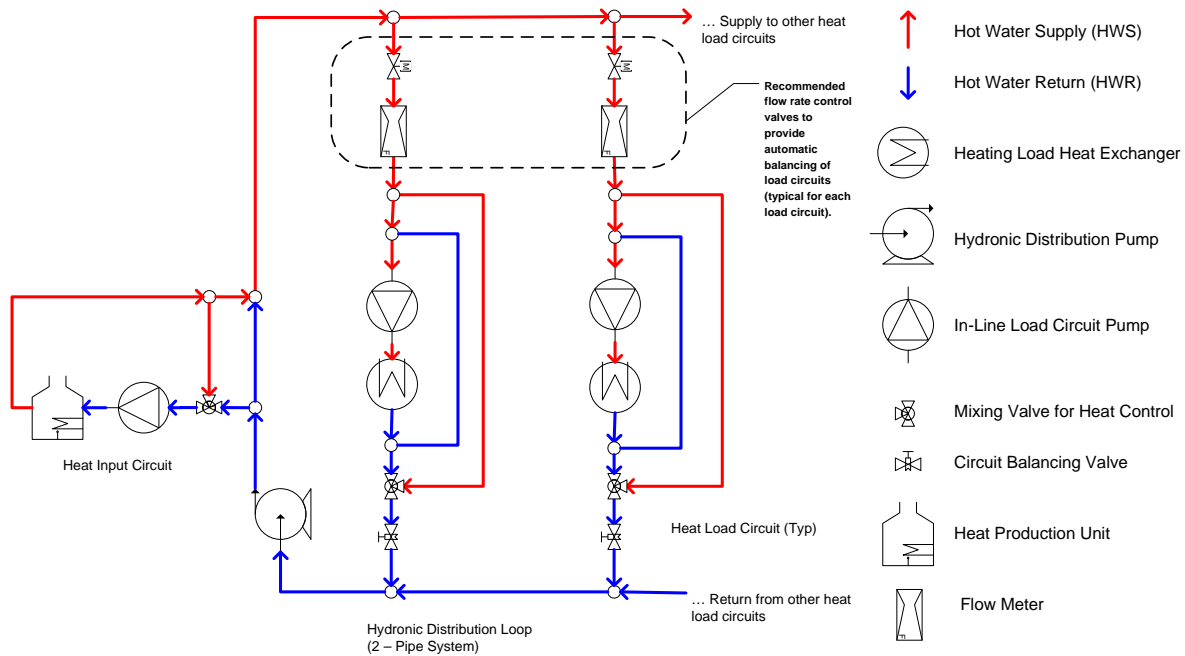 ... Supply to other heat
load circuits
Recommended
flow rate control
valves to
provide
automatic
balancing of
load circuits
(typical for each
load circuit).
[M]
[M]
F
F
Heat Input Circuit
Heat Load Circuit (Typ)
... Return from other heat
load circuits
Hydronic Distribution Loop
(2 – Pipe System)
Hot Water Supply (HWS)
Hot Water Return (HWR)
Heating Load Heat Exchanger
Hydronic Distribution Pump
In-Line Load Circuit Pump
Mixing Valve for Heat Control
Circuit Balancing Valve
Heat Production Unit
Flow Meter
F